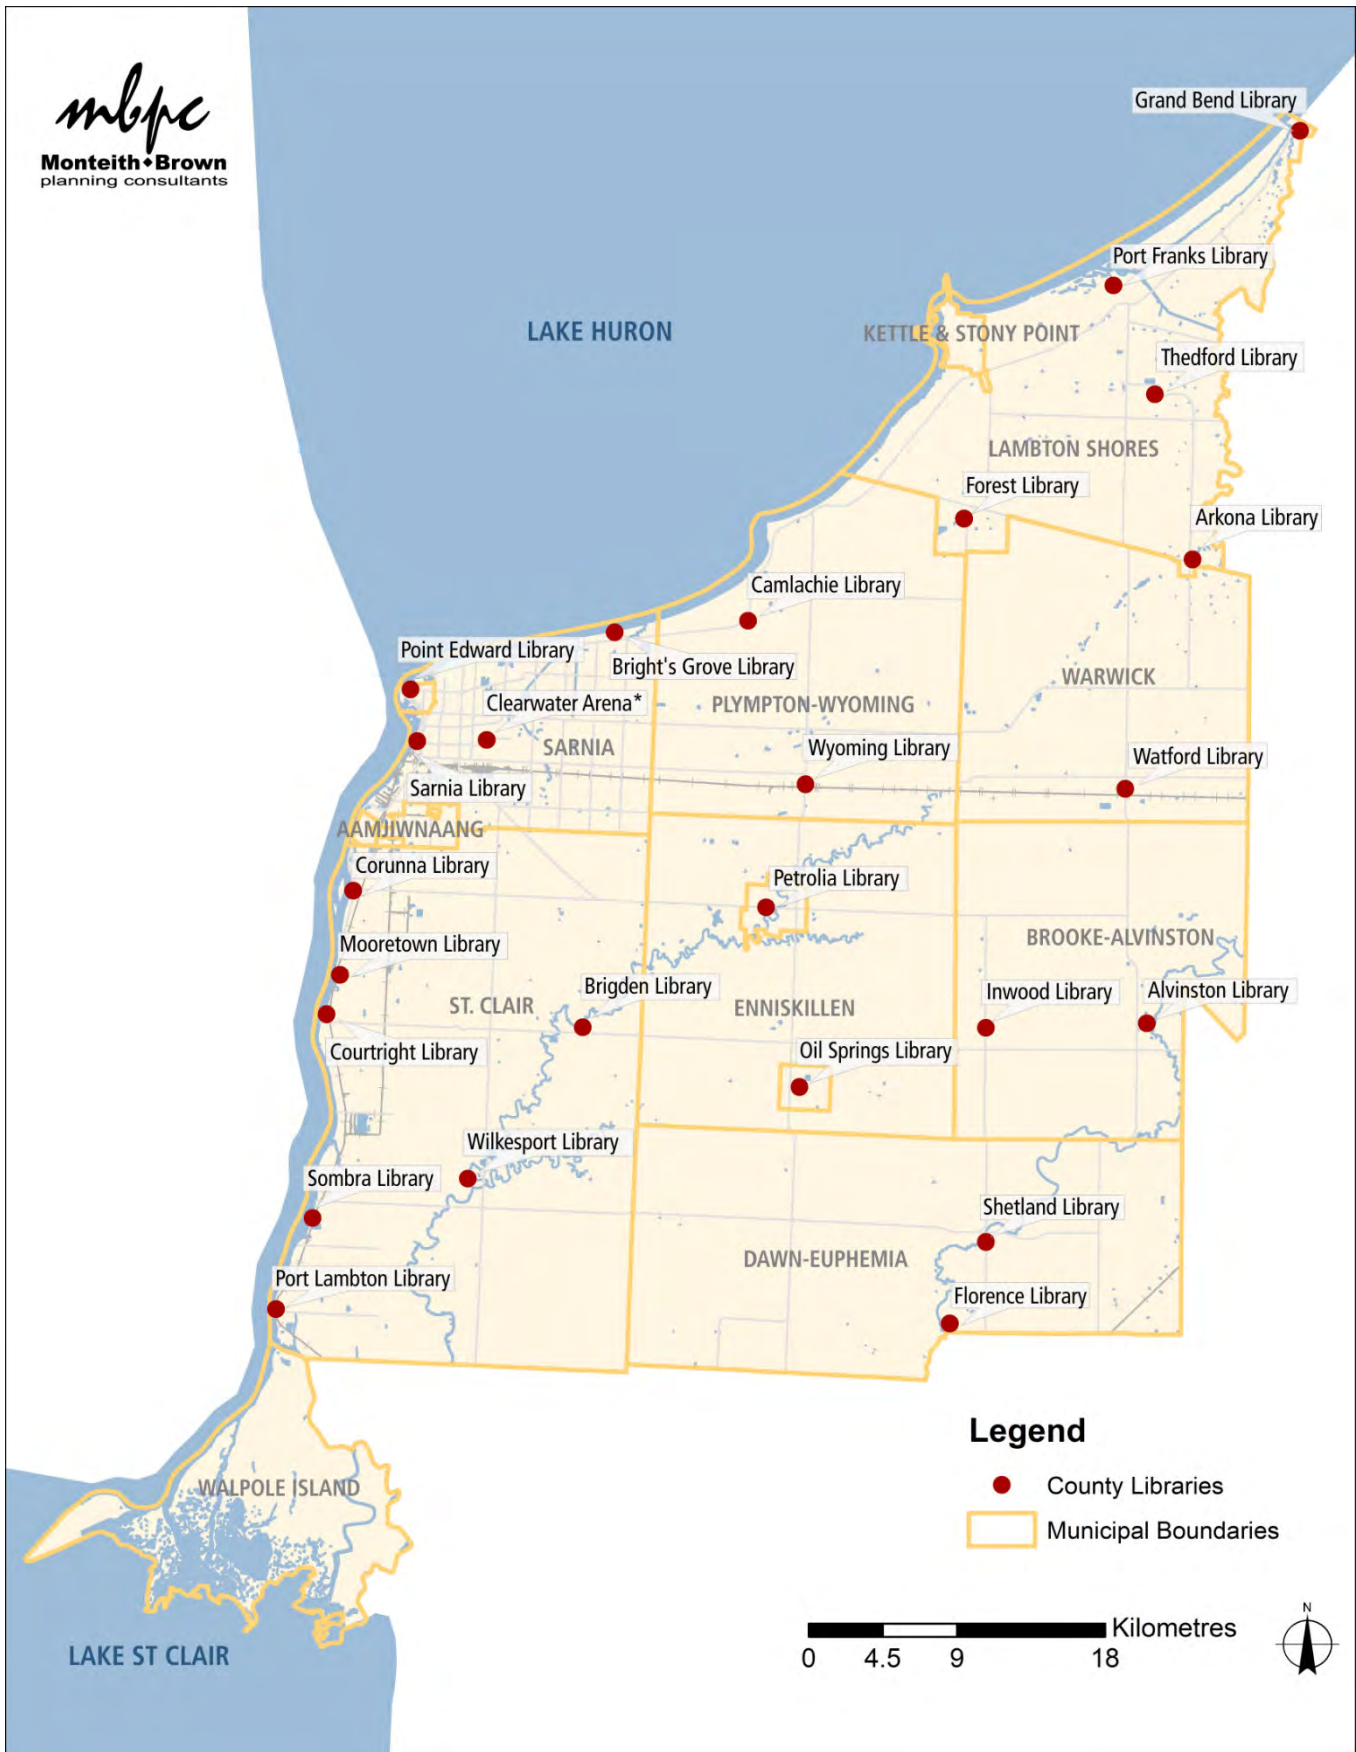 mbpc
Monteith◆Brown
planning consultants
Grand Bend Library
Port Franks Library
LAKE HURON
KETTLE & STONY POINT
Thedford Library
LAMBTON SHORES
Forest Library
Arkona Library
Camlachie Library
Point Edward Library
Bright's Grove Library
WARWICK
Clearwater Arena*
PLYMPTON-WYOMING
SARNIA
Wyoming Library
Watford Library
Sarnia Library
AAMJIWNAANG
Corunna Library
Petrolia Library
Mooretown Library
BROOKE-ALVINSTON
Brigden Library
Inwood Library
Alvinston Library
ST. CLAIR
ENNISKILLEN
Courtright Library
Oil Springs Library
Wilkesport Library
Sombra Library
Shetland Library
DAWN-EUPHEMIA
Port Lambton Library
Florence Library
Legend
County Libraries
WALPOLE ISLAND
Municipal Boundaries
N
Kilometres
0 4.5 9 18
LAKE ST CLAIR